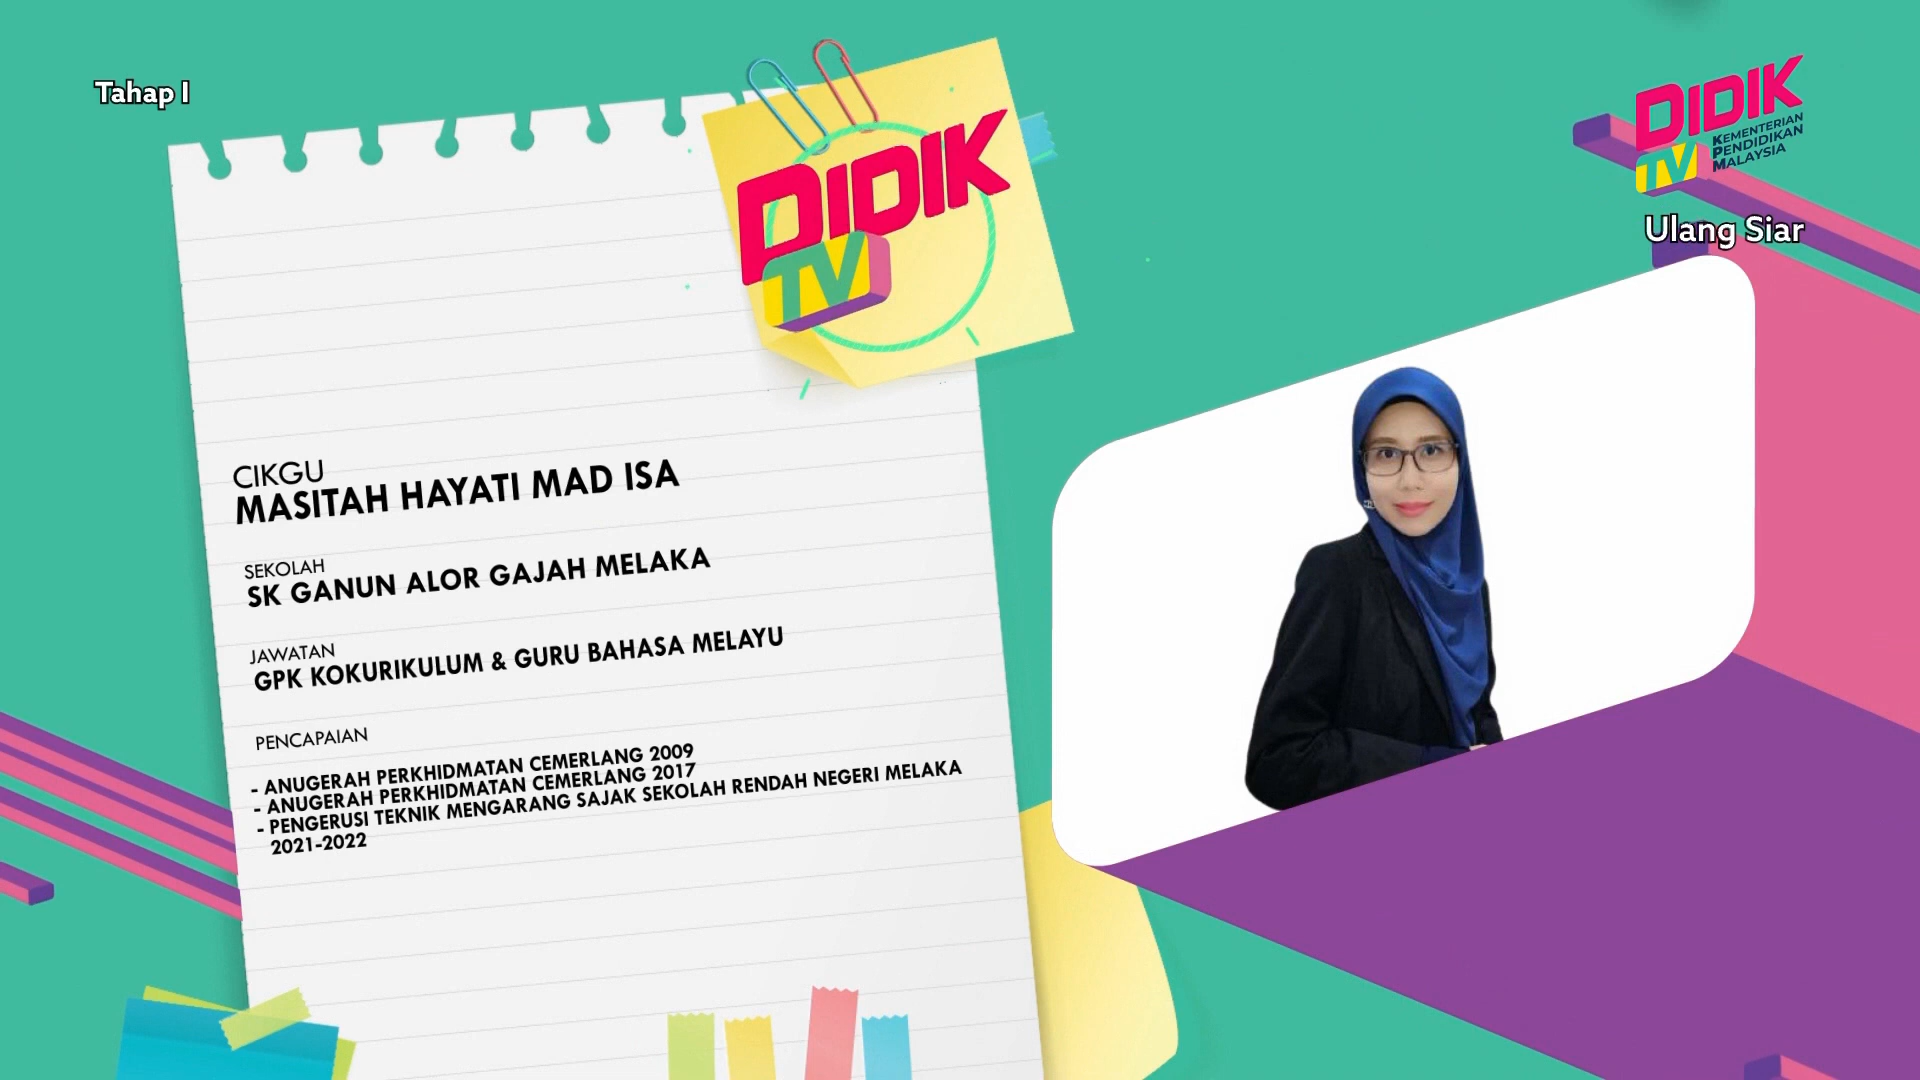 Tahap I
DIDIK
TV
DIDIK
TV
KEMENTERIAN
PENDIDIKAN
MALAYSIA
Ulang Siar
CIKGU
MASITAH HAYATI MAD ISA
SEKOLAH
SK GANUN ALOR GAJAH MELAKA
JAWATAN
GPK KOKURIKULUM & GURU BAHASA MELAYU
PENCAPAIAN
- ANUGERAH PERKHIDMATAN CEMERLANG 2009
- ANUGERAH PERKHIDMATAN CEMERLANG 2017
- PENGERUSI TEKNIK MENGARANG SAJAK SEKOLAH RENDAH NEGERI MELAKA
2021-2022